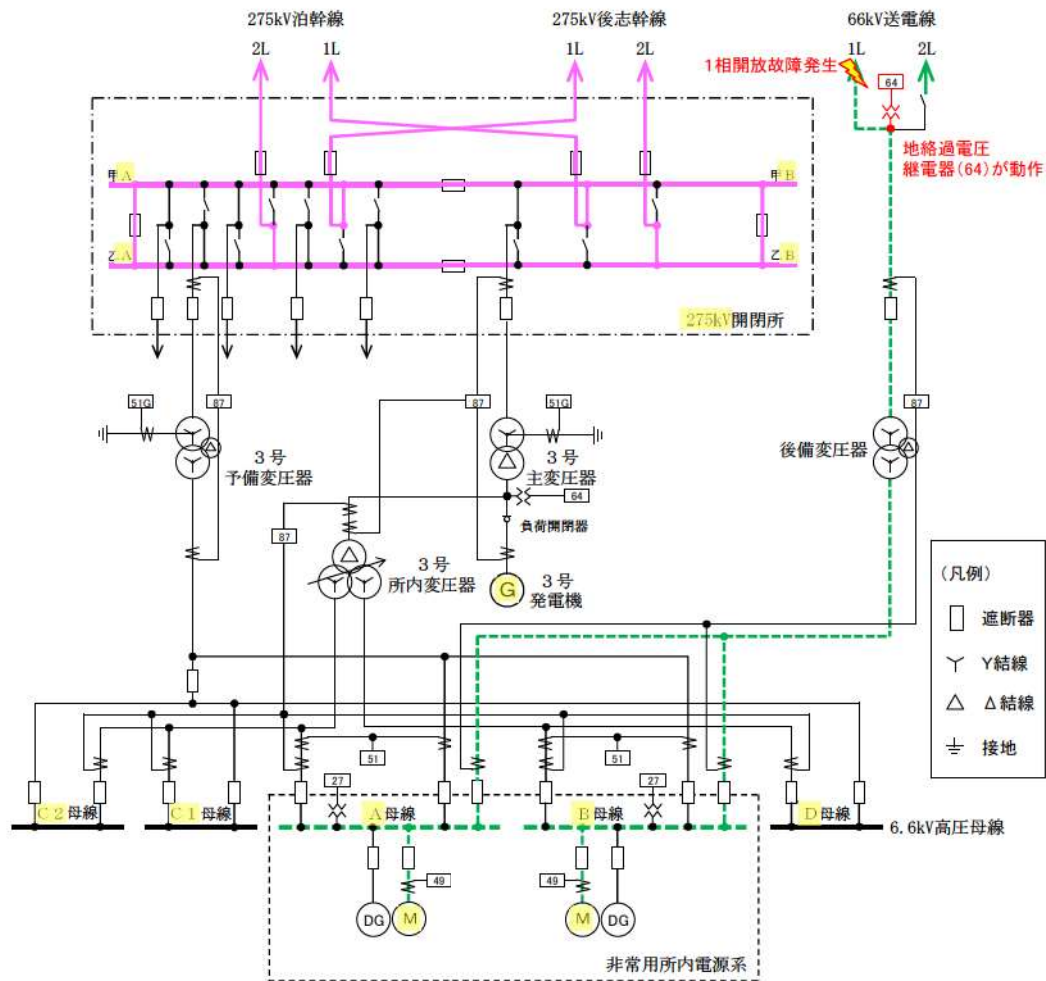 275kV泊幹線
275kV後志幹線
66kV送電線
2L
1L
1L
2L
1L
2L
1相開放故障発生
64
地絡過電圧
継電器(64)が動作
甲A
甲B
乙A
乙B
275kV開閉所
51G
87
87
51G
87
3号
予備変圧器
3号
主変圧器
後備変圧器
64
87
負荷開閉器
3号
所内変圧器
G
3号
発電機
(凡例)
遮断器
Y結線
Δ結線
接地
51
51
27
27
C2母線
C1母線
A母線
B母線
D母線
6.6kV高圧母線
49
49
DG
M
M
DG
非常用所内電源系